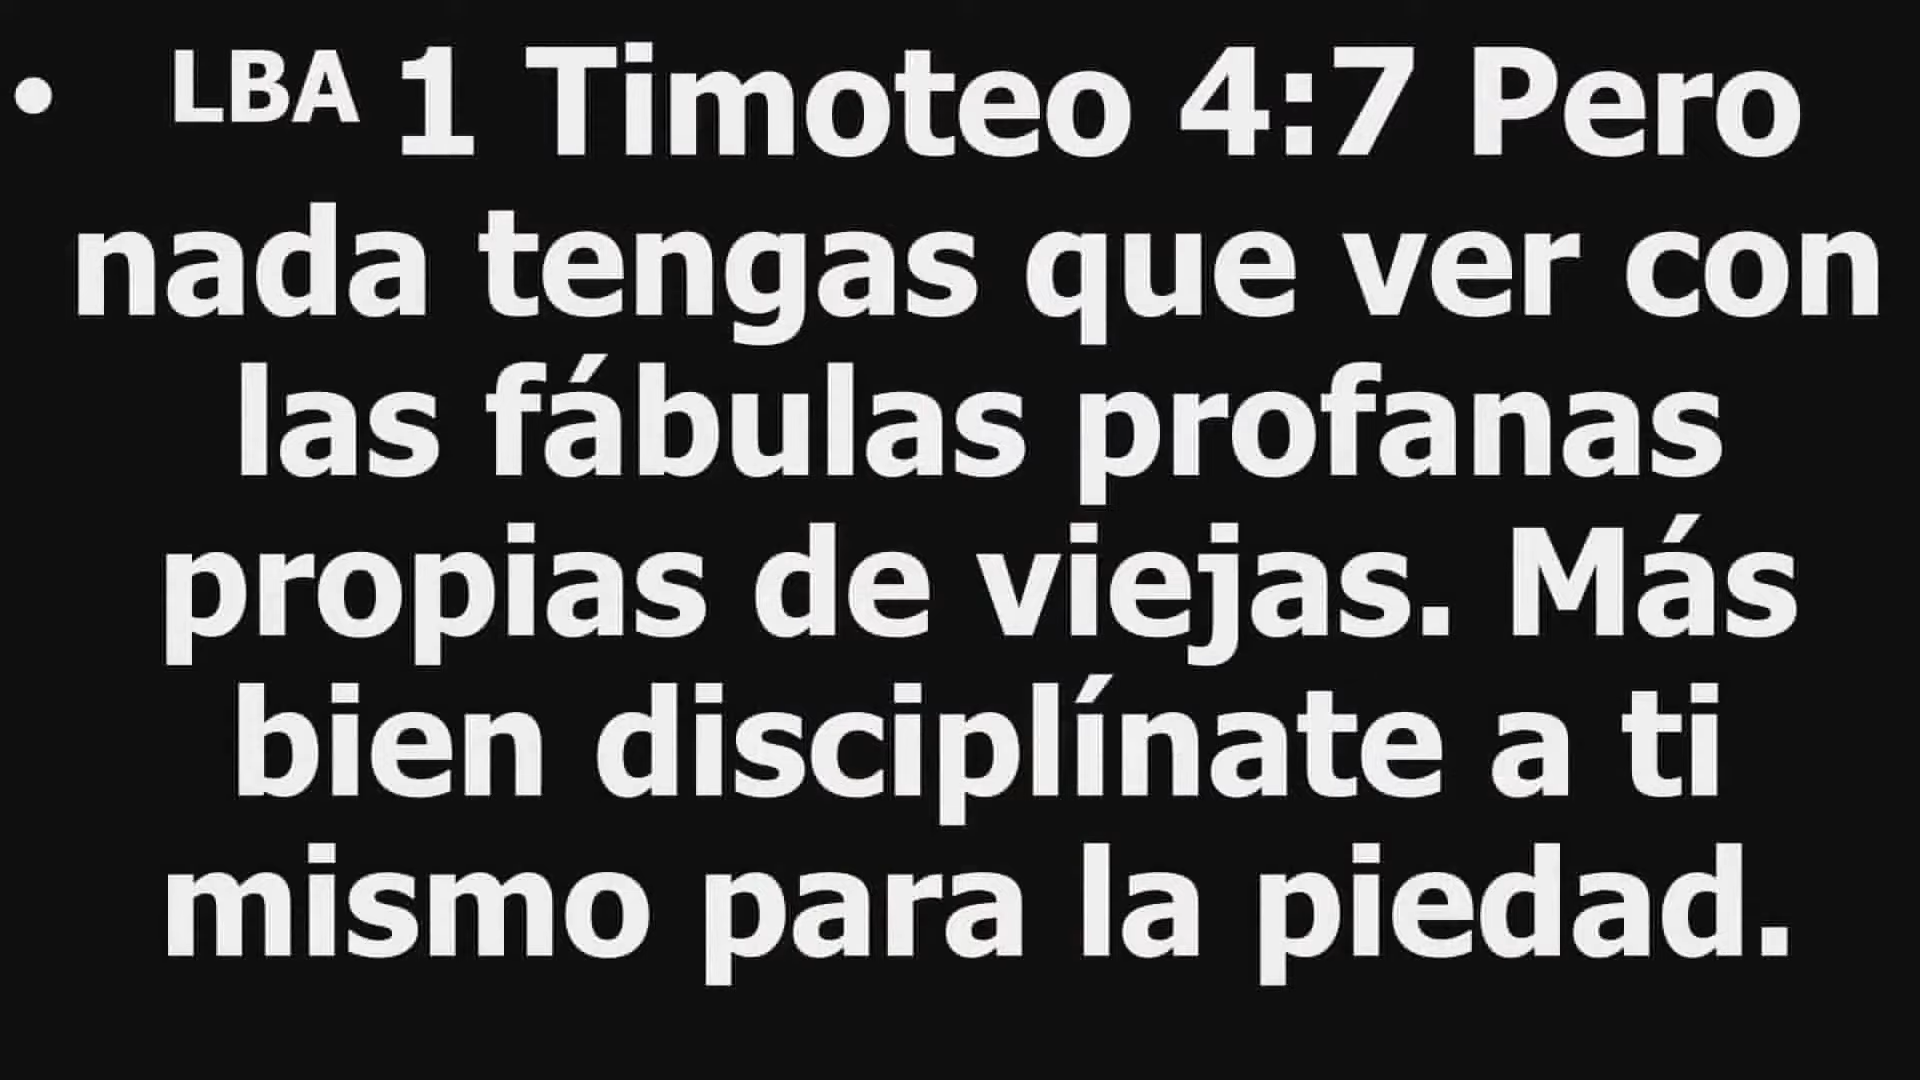 • LBA 1 Timoteo 4:7 Pero
nada tengas que ver con
las fábulas profanas
propias de viejas. Más
bien disciplínate a ti
mismo para la piedad.